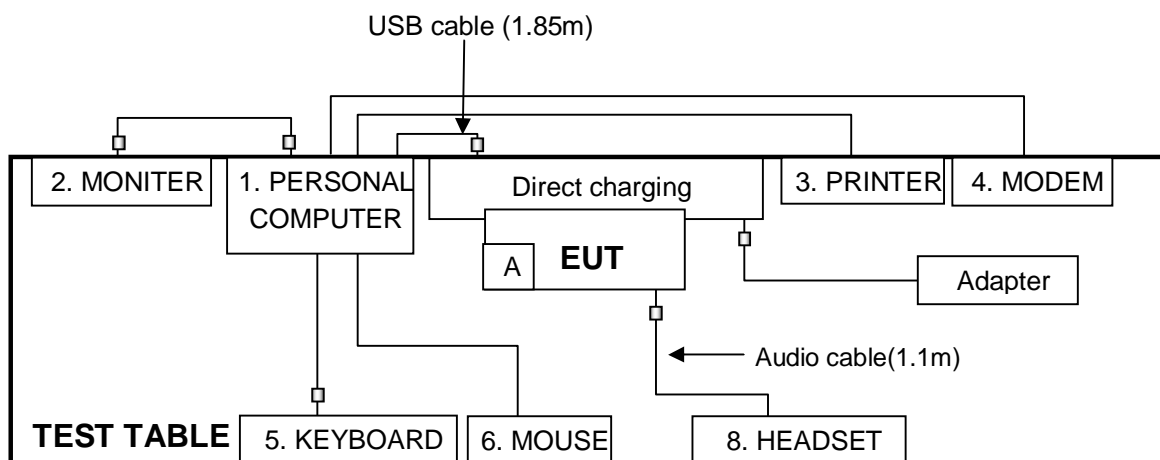 USB cable (1.85m)
2. MONITER
1. PERSONAL
COMPUTER
Direct charging
3. PRINTER
4. MODEM
A
EUT
Adapter
Audio cable(1.1m)
TEST TABLE
5. KEYBOARD
6. MOUSE
8. HEADSET